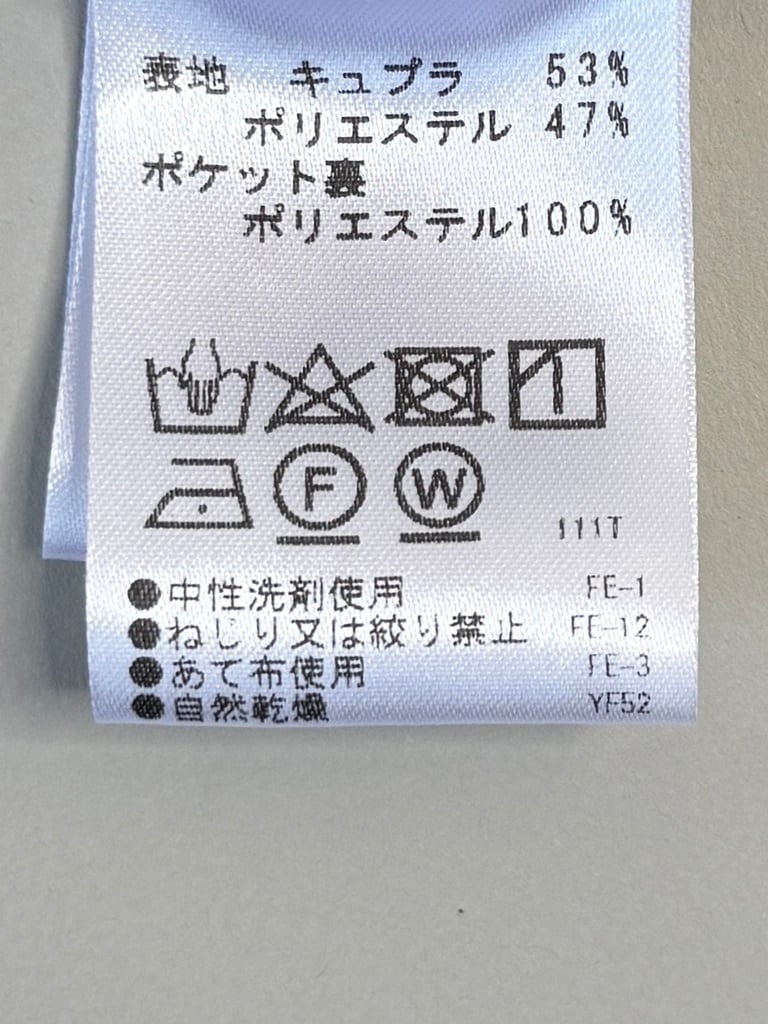 表地 キュプラ 53%
ポリエステル 47%
ポケット裏
ポリエステル100%
F W 111T
●中性洗剤使用 FE-1
●ねじり又は絞り禁止 FE-12
●あて布使用 FE-3
●自然乾燥 YF52